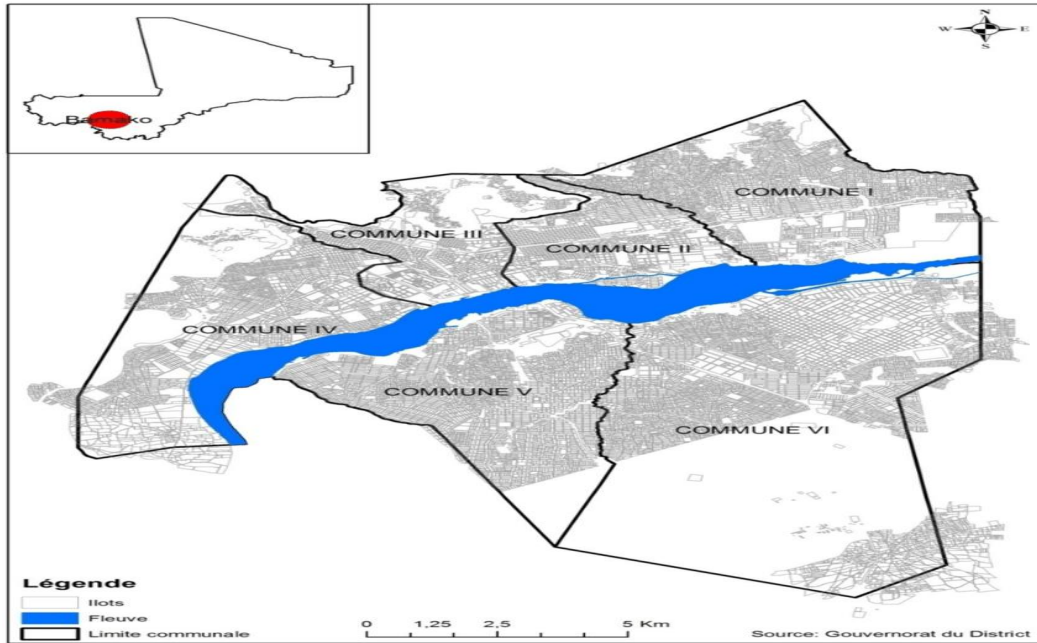 Bamako
N
W E
S
COMMUNE I
COMMUNE III
COMMUNE II
COMMUNE IV
COMMUNE V
COMMUNE VI
Légende
Ilots
Fleuve
Limite communale
0 1,25 2,5 5 Km
Source: Gouvernorat du District